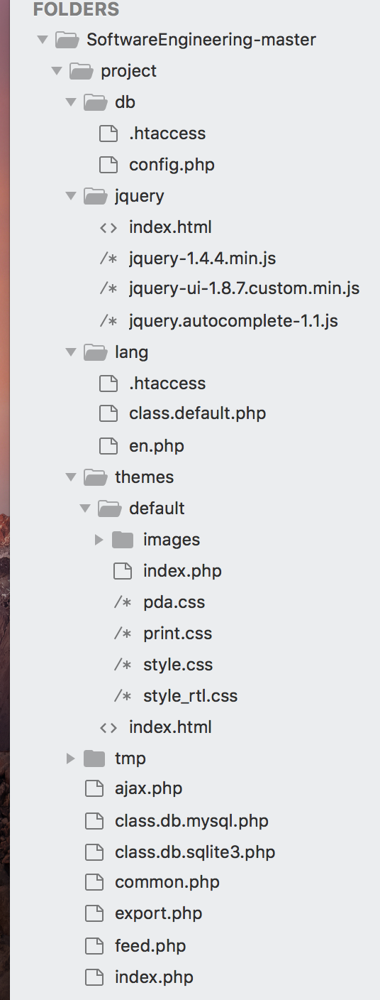 FOLDERS
SoftwareEngineering-master
project
db
.htaccess
config.php
jquery
index.html
jquery-1.4.4.min.js
jquery-ui-1.8.7.custom.min.js
jquery.autocomplete-1.1.js
lang
.htaccess
class.default.php
en.php
themes
default
images
index.php
pda.css
print.css
style.css
style_rtl.css
index.html
tmp
ajax.php
class.db.mysql.php
class.db.sqlite3.php
common.php
export.php
feed.php
index.php